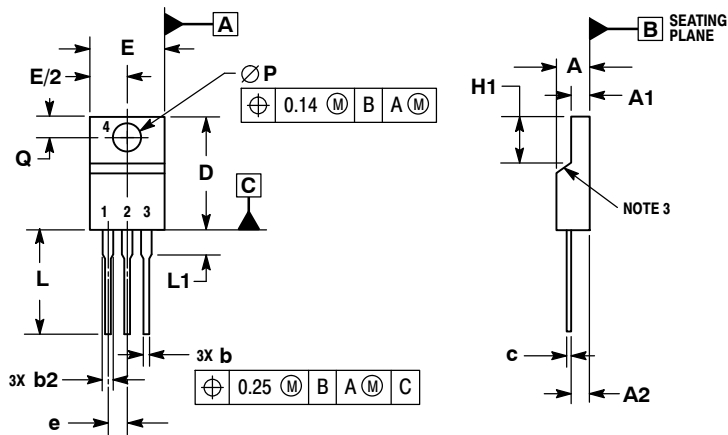 A
E
E/2
∅ P
⌖ 0.14 Ⓜ B A Ⓜ
4
Q
D
C
1 2 3
L
L1
3X b
3X b2
⌖ 0.25 Ⓜ B A Ⓜ C
e
B SEATING
PLANE
A
H1
A1
NOTE 3
c
A2